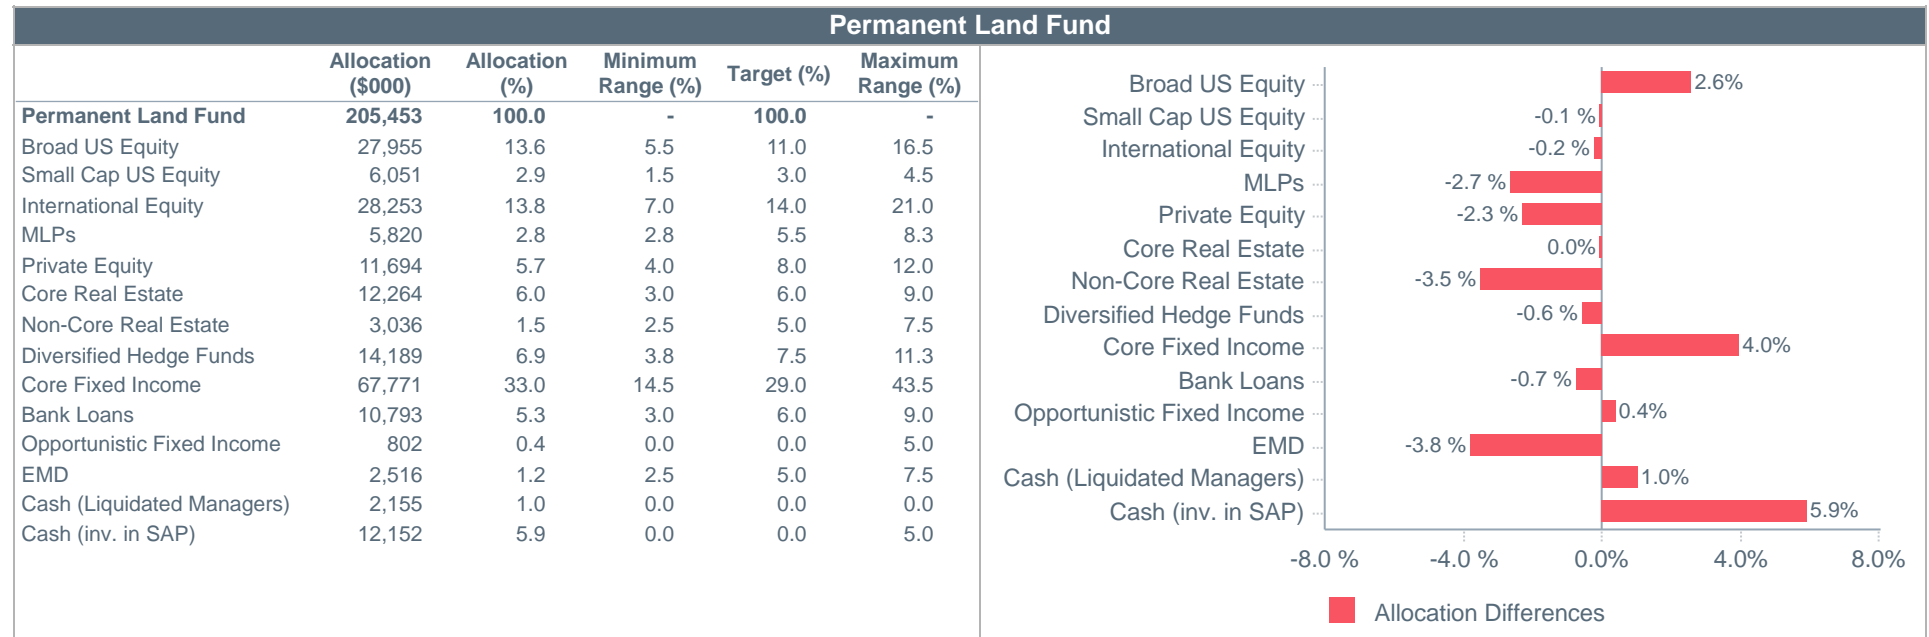 Permanent Land Fund
Allocation ($000) Allocation (%) Minimum Range (%) Target (%) Maximum Range (%)
Permanent Land Fund 205,453 100.0 - 100.0 -
Broad US Equity 27,955 13.6 5.5 11.0 16.5
Small Cap US Equity 6,051 2.9 1.5 3.0 4.5
International Equity 28,253 13.8 7.0 14.0 21.0
MLPs 5,820 2.8 2.8 5.5 8.3
Private Equity 11,694 5.7 4.0 8.0 12.0
Core Real Estate 12,264 6.0 3.0 6.0 9.0
Non-Core Real Estate 3,036 1.5 2.5 5.0 7.5
Diversified Hedge Funds 14,189 6.9 3.8 7.5 11.3
Core Fixed Income 67,771 33.0 14.5 29.0 43.5
Bank Loans 10,793 5.3 3.0 6.0 9.0
Opportunistic Fixed Income 802 0.4 0.0 0.0 5.0
EMD 2,516 1.2 2.5 5.0 7.5
Cash (Liquidated Managers) 2,155 1.0 0.0 0.0 0.0
Cash (inv. in SAP) 12,152 5.9 0.0 0.0 5.0
Broad US Equity 2.6%
Small Cap US Equity -0.1 %
International Equity -0.2 %
MLPs -2.7 %
Private Equity -2.3 %
Core Real Estate 0.0%
Non-Core Real Estate -3.5 %
Diversified Hedge Funds -0.6 %
Core Fixed Income 4.0%
Bank Loans -0.7 %
Opportunistic Fixed Income 0.4%
EMD -3.8 %
Cash (Liquidated Managers) 1.0%
Cash (inv. in SAP) 5.9%
-8.0 % -4.0 % 0.0% 4.0% 8.0%
Allocation Differences